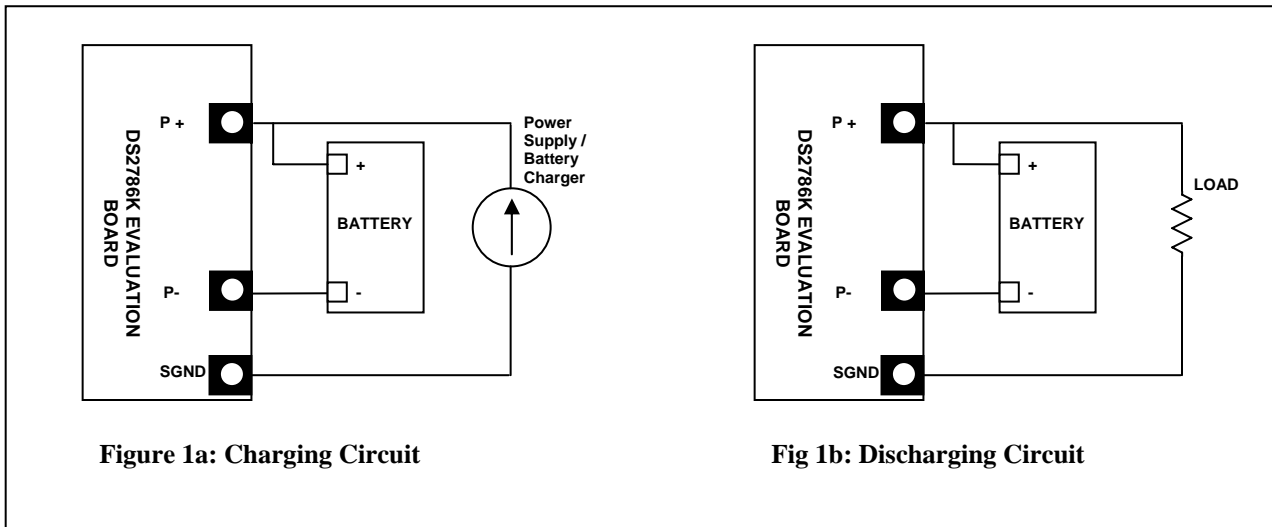 P +
+
DS2786K EVALUATION
BOARD
BATTERY
P-
-
SGND
Power
Supply /
Battery
Charger
Figure 1a: Charging Circuit
P +
+
DS2786K EVALUATION
BOARD
BATTERY
P-
-
SGND
LOAD
Fig 1b: Discharging Circuit